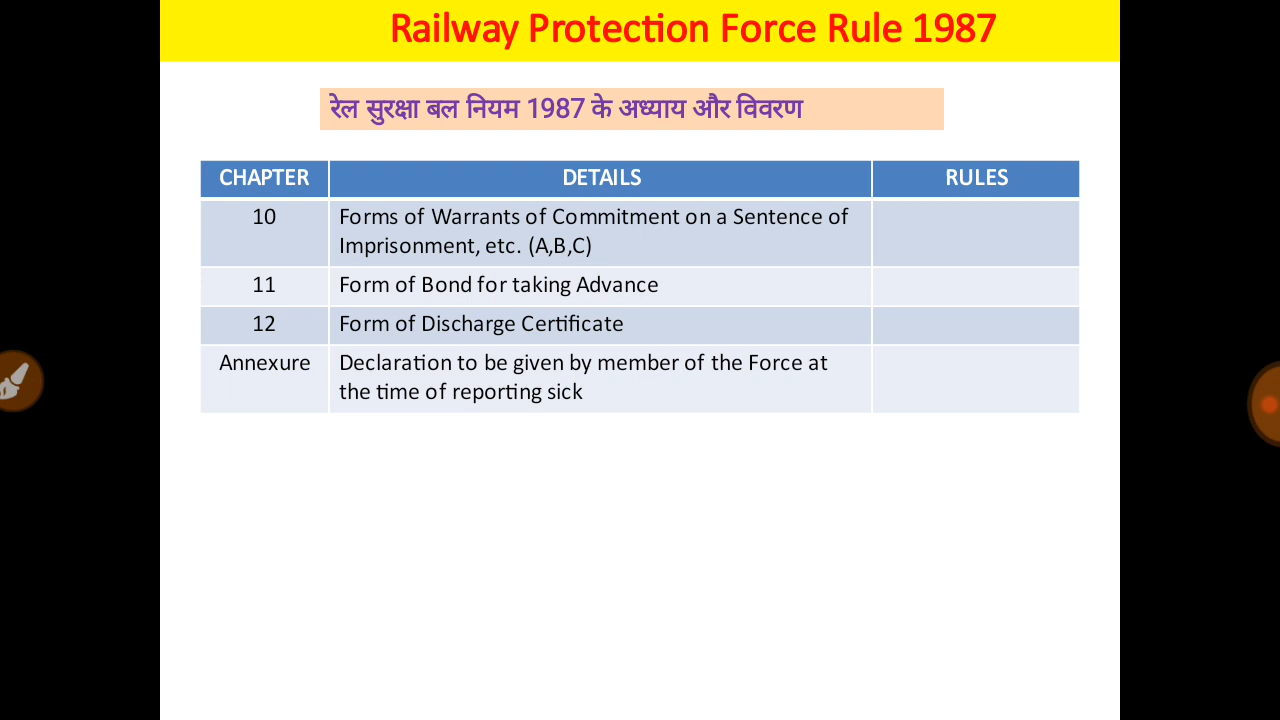 Railway Protection Force Rule 1987
रेल सुरक्षा बल नियम 1987 के अध्याय और विवरण
CHAPTER DETAILS RULES
10 Forms of Warrants of Commitment on a Sentence of
Imprisonment, etc. (A,B,C)
11 Form of Bond for taking Advance
12 Form of Discharge Certificate
Annexure Declaration to be given by member of the Force at
the time of reporting sick